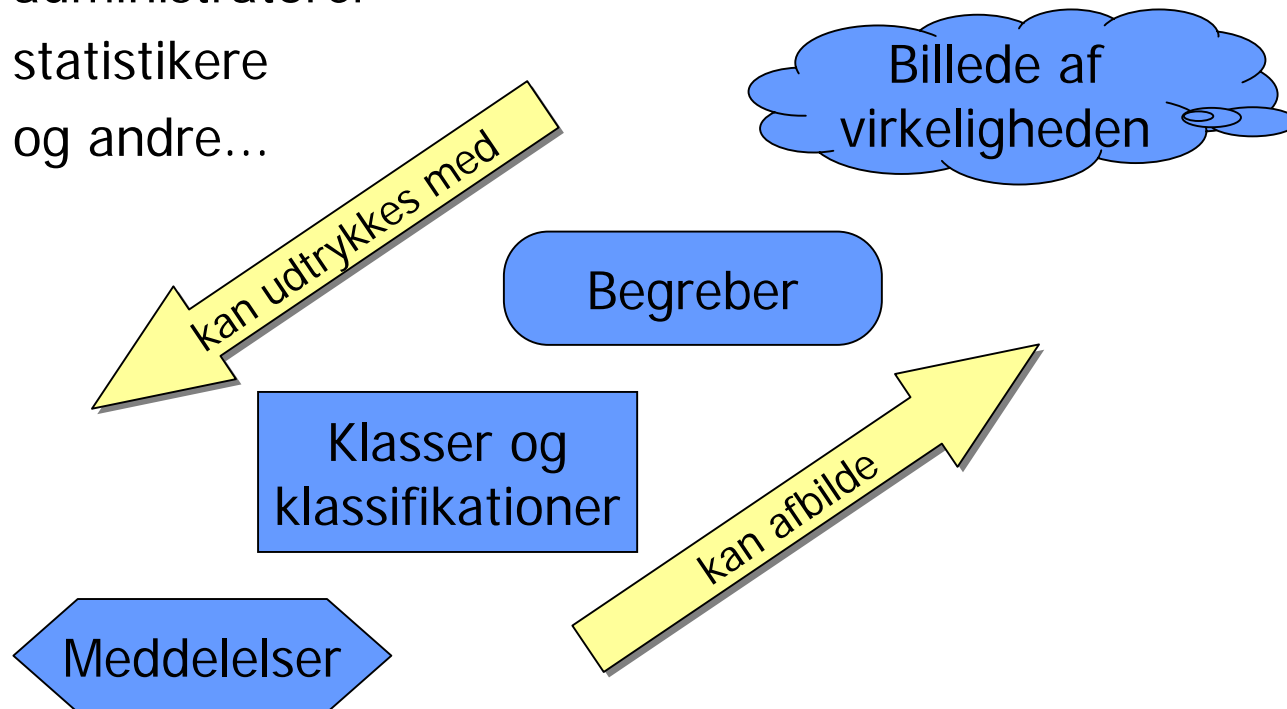 statistikere
og andre...
Billede af
virkeligheden
kan udtrykkes med
Begreber
Klasser og
klassifikationer
kan afbilde
Meddelelser